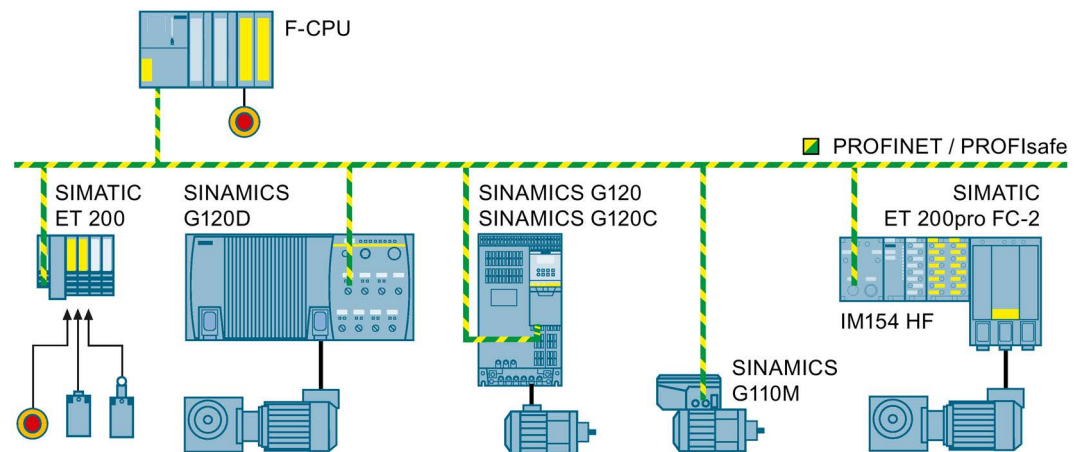 F-CPU
PROFINET / PROFIsafe
SIMATIC
ET 200
SINAMICS
G120D
SINAMICS G120
SINAMICS G120C
SIMATIC
ET 200pro FC-2
IM154 HF
SINAMICS
G110M